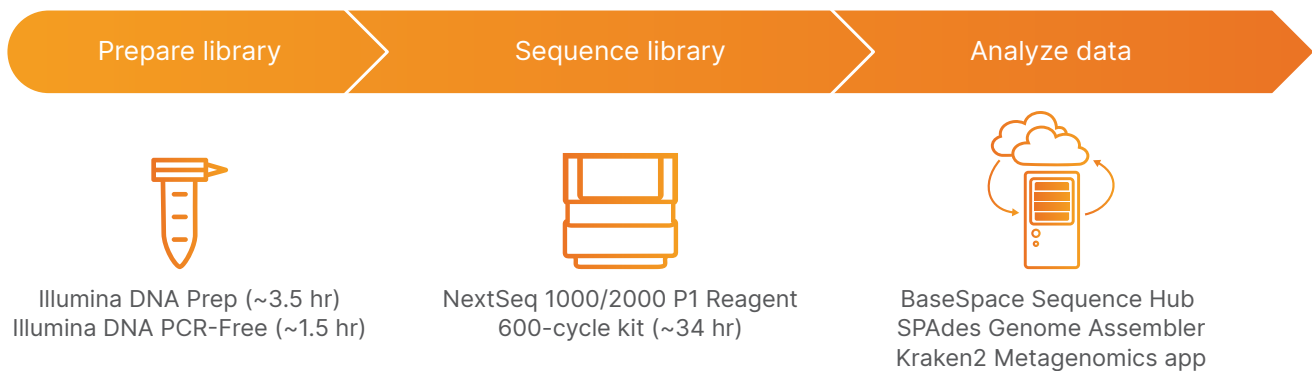 Prepare library
Sequence library
Analyze data
Illumina DNA Prep (~3.5 hr)
Illumina DNA PCR-Free (~1.5 hr)
NextSeq 1000/2000 P1 Reagent
600-cycle kit (~34 hr)
BaseSpace Sequence Hub
SPAdes Genome Assembler
Kraken2 Metagenomics app